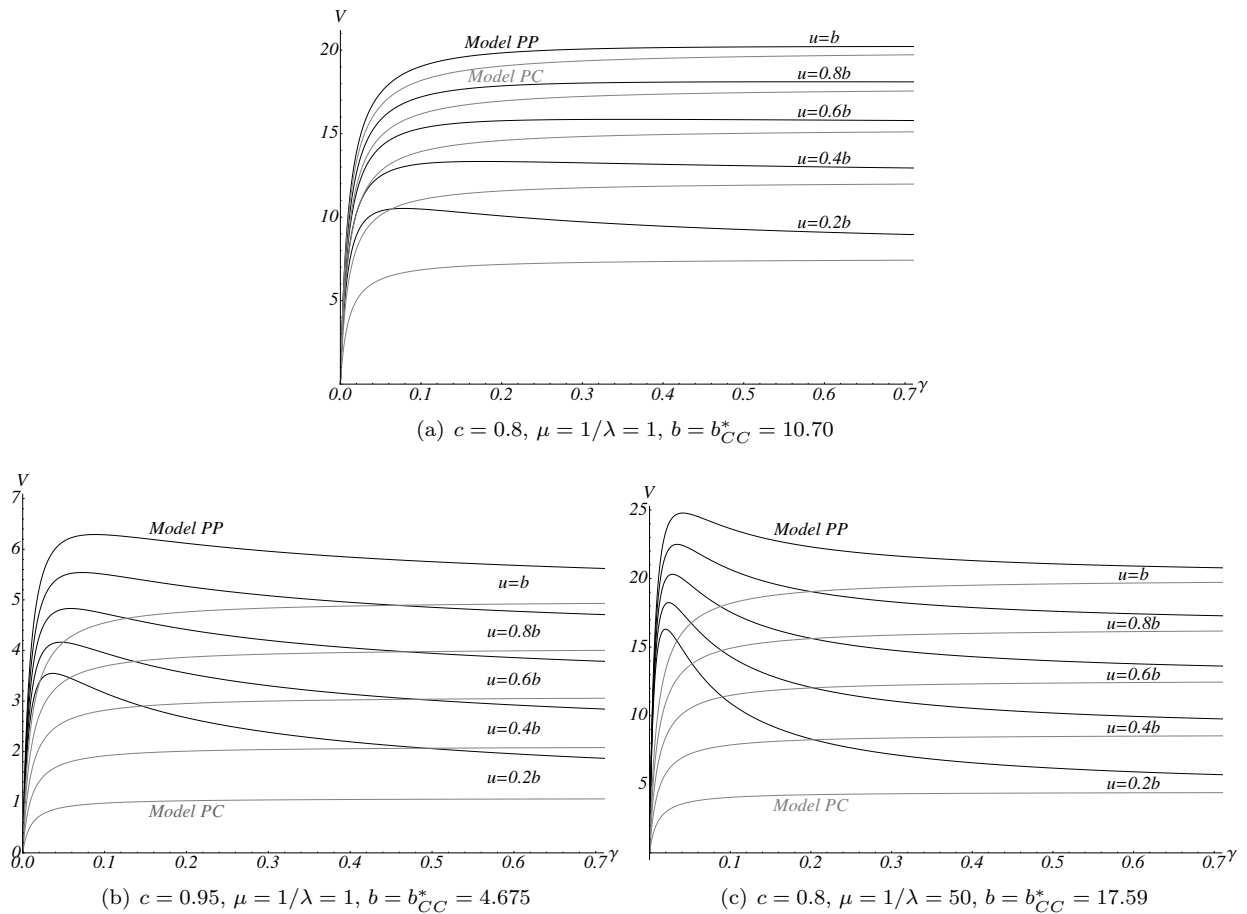 V
20
15
10
5
Model PP
Model PC
u=b
u=0.8b
u=0.6b
u=0.4b
u=0.2b
0.0 0.1 0.2 0.3 0.4 0.5 0.6 0.7 γ
(a) c = 0.8, μ = 1/λ = 1, b = b*CC = 10.70
V
7
6
5
4
3
2
1
0
Model PP
u=b
u=0.8b
u=0.6b
u=0.4b
u=0.2b
Model PC
0.0 0.1 0.2 0.3 0.4 0.5 0.6 0.7 γ
(b) c = 0.95, μ = 1/λ = 1, b = b*CC = 4.675
V
25
20
15
10
5
Model PP
u=b
u=0.8b
u=0.6b
u=0.4b
u=0.2b
Model PC
0.1 0.2 0.3 0.4 0.5 0.6 0.7 γ
(c) c = 0.8, μ = 1/λ = 50, b = b*CC = 17.59